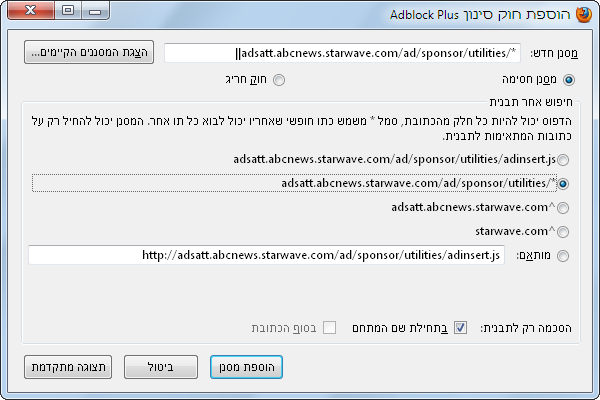 הוספת חוק סינון Adblock Plus
מסנן חדש: ||adsatt.abcnews.starwave.com/ad/sponsor/utilities/* הצגת המסננים הקיימים...
מסנן חסימה חוק חריג
חיפוש אחר תבנית
הדפוס יכול להיות כל חלק מהכתובת, סמל * משמש כתו חופשי שאחריו יכול לבוא כל תו אחר. המסנן יכול להחיל רק על
כתובות המתאימות לתבנית.
adsatt.abcnews.starwave.com/ad/sponsor/utilities/adinsert.js
adsatt.abcnews.starwave.com/ad/sponsor/utilities/*
adsatt.abcnews.starwave.com^
starwave.com^
מותאם: http://adsatt.abcnews.starwave.com/ad/sponsor/utilities/adinsert.js
הסכמה רק לתבנית: בתחילת שם המתחם בסוף הכתובת
הוספת מסנן ביטול תצוגה מתקדמת